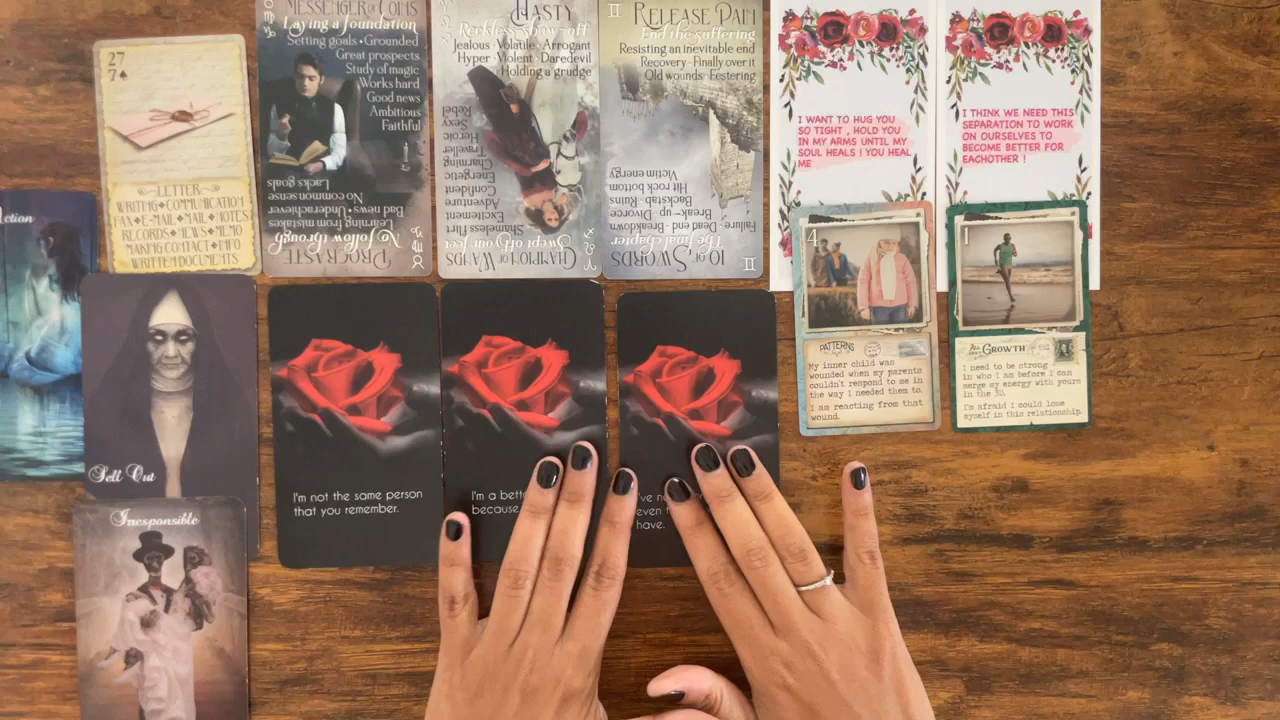 27
7♠
LETTER
WRITING◆COMMUNICATION
FAX◆E-MAIL◆MAIL◆NOTES
RECORDS◆NEWS◆MEMO
MAKING CONTACT◆INFO
WRITTEN DOCUMENTS
MESSENGER OF COINS
Laying a foundation
Setting goals • Grounded
Great prospects
Study of magic
Works hard
Good news
Ambitious
Faithful
PROCRASTE
No follow through
Learning from mistakes
Bad news • Underachiever
No common sense
Lacks goals
HASTY
Reckless show-off
Jealous • Volatile • Arrogant
Hyper • Violent • Daredevil
Holding a grudge
CHAMPION OF WANDS
Swept off your feet
Shameless flirt
Excitement
Adventure
Confident
Energetic
Charming
Traveller
Heroic
Sexy
Rebel
RELEASE PAIN
End the suffering
Resisting an inevitable end
Recovery • Finally over it
Old wounds • Festering
10 OF SWORDS
The final chapter
Failure • Dead end • Breakdown
Break-up • Divorce
Backstab • Ruins
Hit rock bottom
Victim energy
I WANT TO HUG YOU
SO TIGHT , HOLD YOU
IN MY ARMS UNTIL MY
SOUL HEALS ! YOU HEAL
ME
I THINK WE NEED THIS
SEPARATION TO WORK
ON OURSELVES TO
BECOME BETTER FOR
EACHOTHER !
ction
Sell Out
Irresponsible
I'm not the same person
that you remember.
I'm a bette
because
've no
even t
have.
4
PATTERNS
My inner child was
wounded when my parents
couldn't respond to me in
the way I needed them to.
I am reacting from that
wound.
1
GROWTH
I need to be strong
in who I am before I can
merge my energy with yours
in the 3D.
I'm afraid I could lose
myself in this relationship.